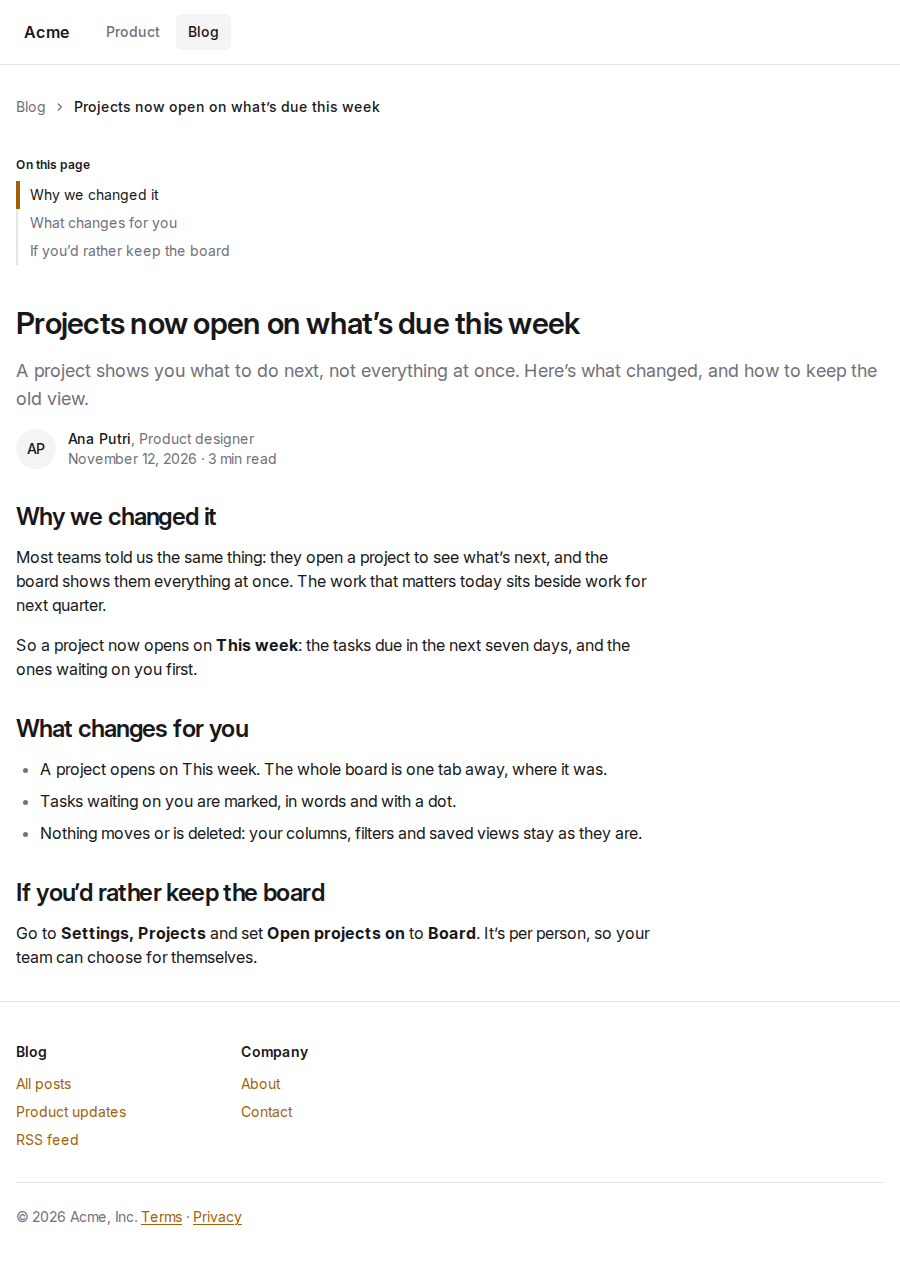 Acme Product Blog
Blog > Projects now open on what’s due this week
On this page
Why we changed it
What changes for you
If you’d rather keep the board
Projects now open on what’s due this week
A project shows you what to do next, not everything at once. Here’s what changed, and how to keep the
old view.
AP
Ana Putri, Product designer
November 12, 2026 · 3 min read
Why we changed it
Most teams told us the same thing: they open a project to see what’s next, and the
board shows them everything at once. The work that matters today sits beside work for
next quarter.
So a project now opens on This week: the tasks due in the next seven days, and the
ones waiting on you first.
What changes for you
• A project opens on This week. The whole board is one tab away, where it was.
• Tasks waiting on you are marked, in words and with a dot.
• Nothing moves or is deleted: your columns, filters and saved views stay as they are.
If you’d rather keep the board
Go to Settings, Projects and set Open projects on to Board. It’s per person, so your
team can choose for themselves.
Blog
All posts
Product updates
RSS feed
Company
About
Contact
© 2026 Acme, Inc. Terms · Privacy